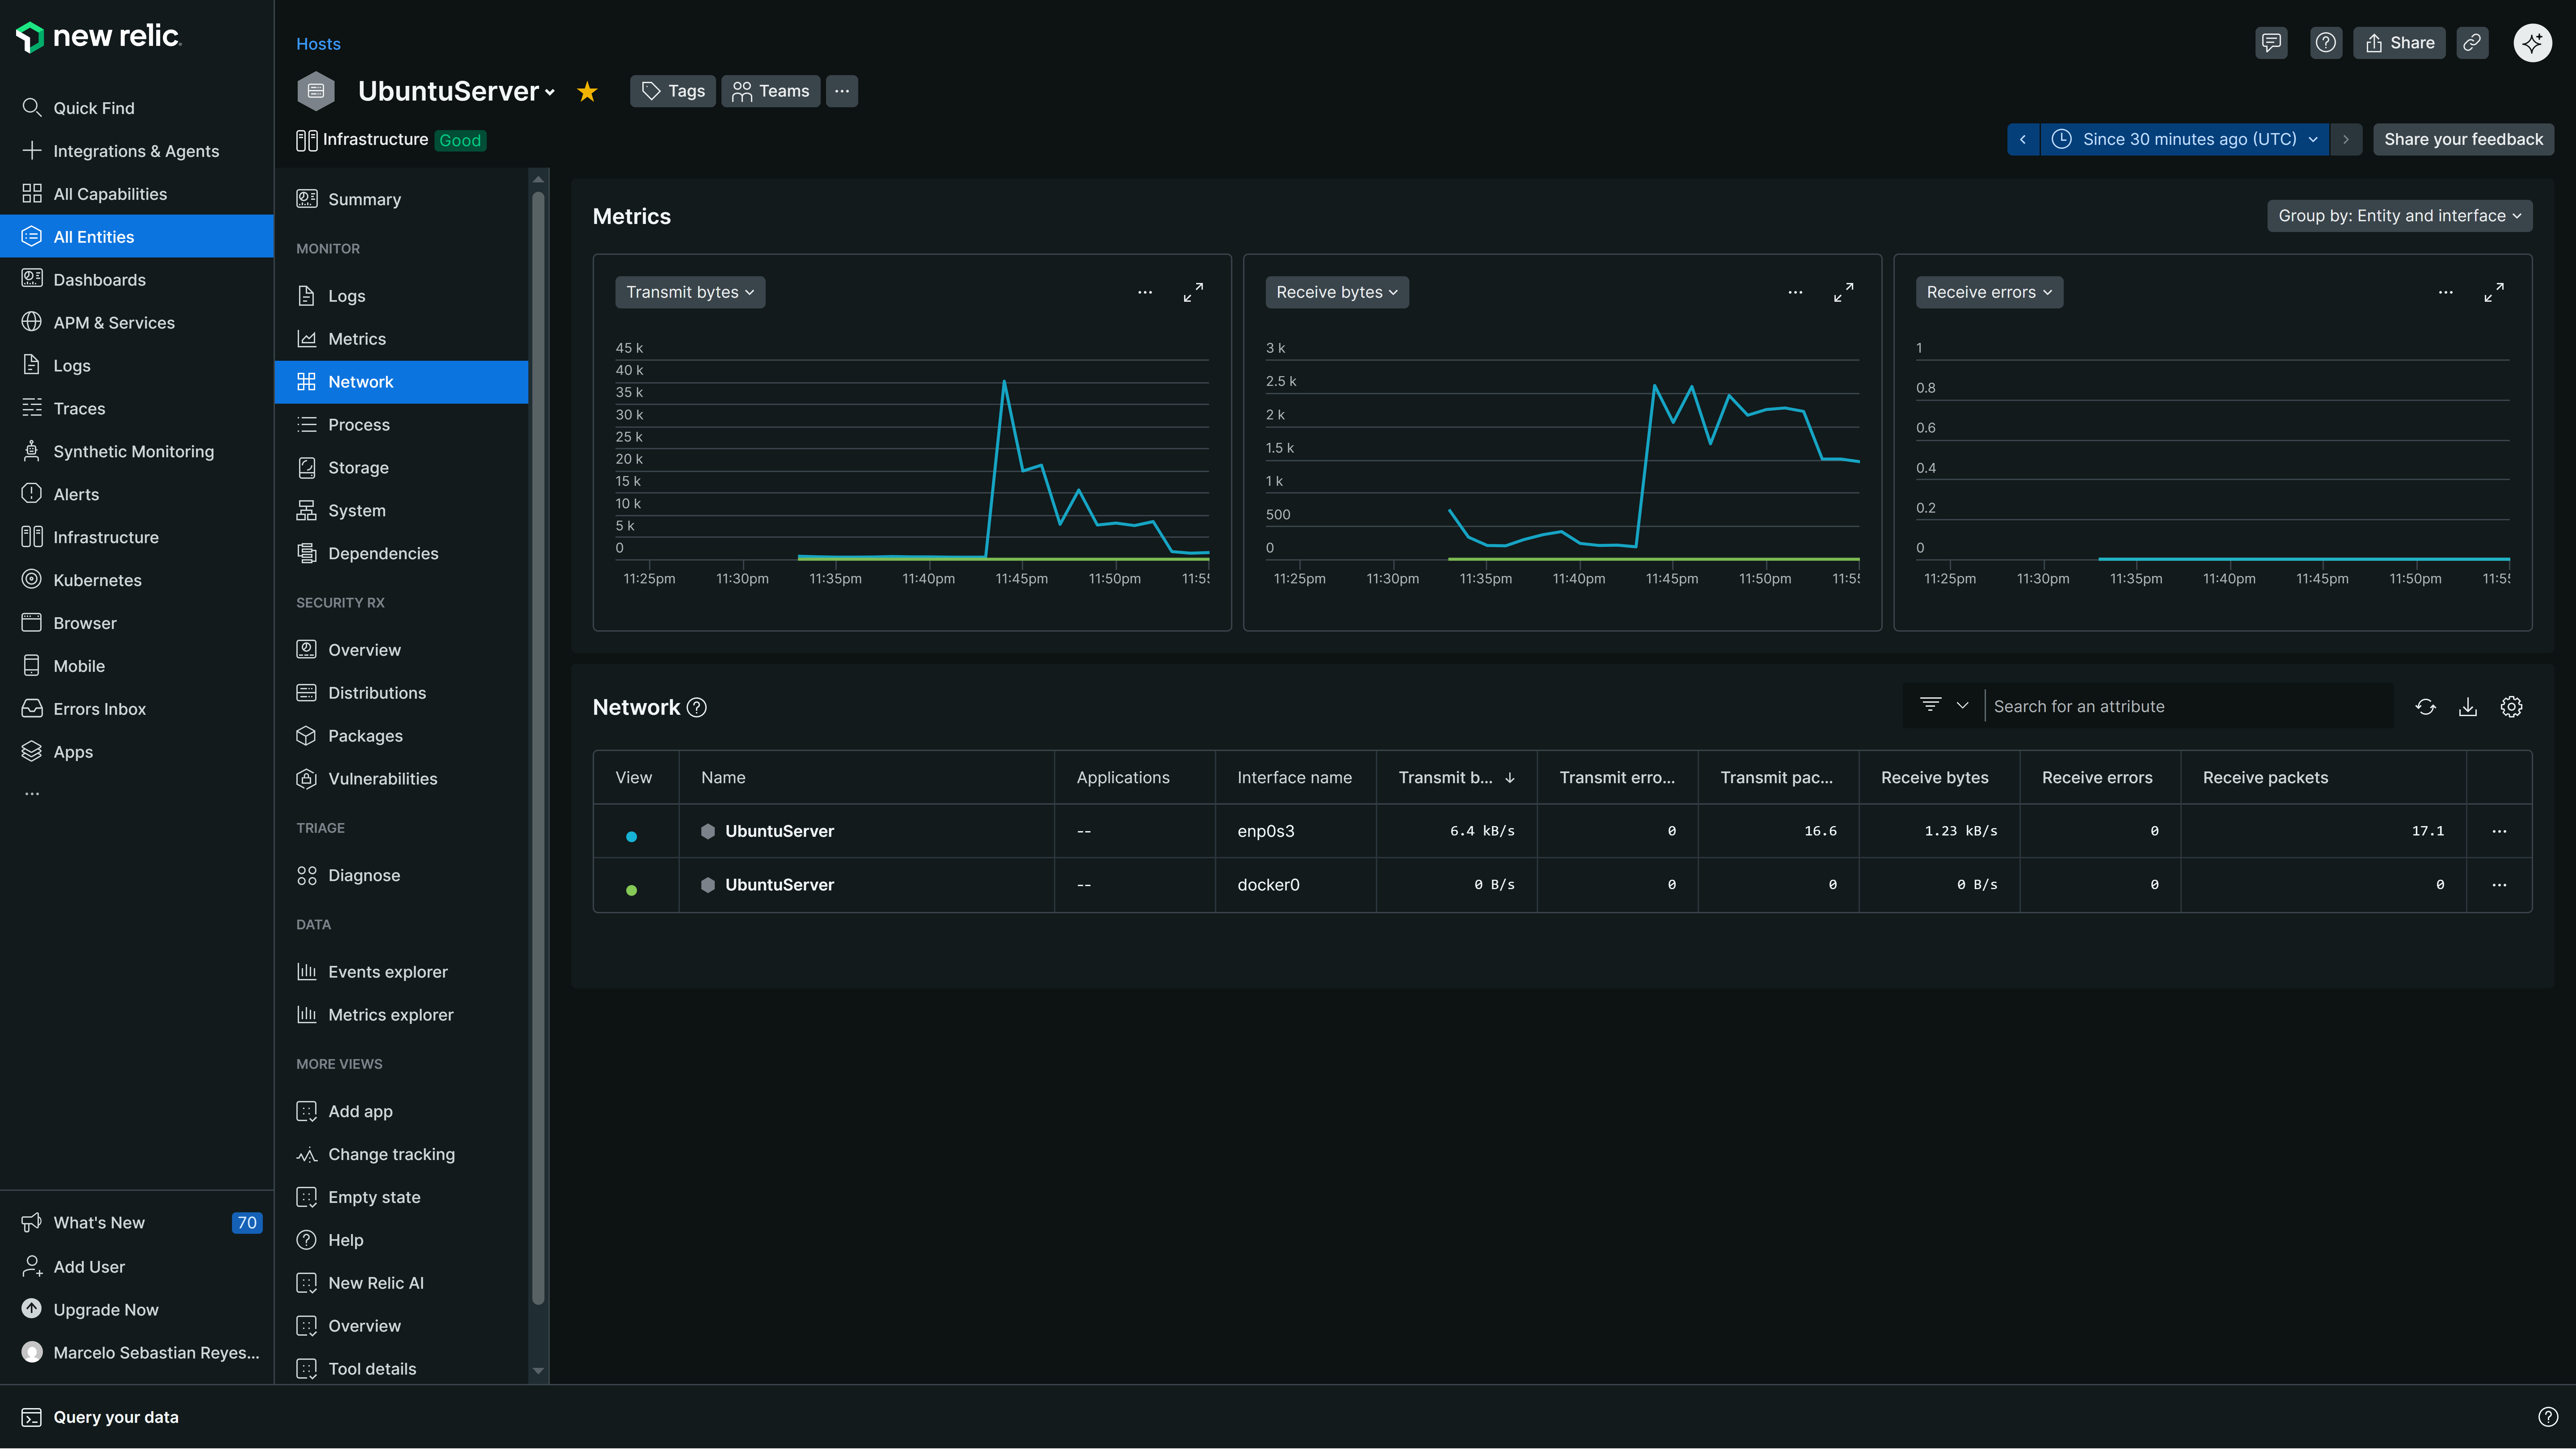 new relic
Quick Find
Integrations & Agents
All Capabilities
All Entities
Dashboards
APM & Services
Logs
Traces
Synthetic Monitoring
Alerts
Infrastructure
Kubernetes
Browser
Mobile
Errors Inbox
Apps
...
What's New 70
Add User
Upgrade Now
Marcelo Sebastian Reyes...
Query your data
Hosts
UbuntuServer
Tags
Teams
...
Infrastructure Good
Share
Since 30 minutes ago (UTC)
Share your feedback
Summary
MONITOR
Logs
Metrics
Network
Process
Storage
System
Dependencies
SECURITY RX
Overview
Distributions
Packages
Vulnerabilities
TRIAGE
Diagnose
DATA
Events explorer
Metrics explorer
MORE VIEWS
Add app
Change tracking
Empty state
Help
New Relic AI
Overview
Tool details
Metrics
Group by: Entity and interface
Transmit bytes
45 k
40 k
35 k
30 k
25 k
20 k
15 k
10 k
5 k
0
11:25pm 11:30pm 11:35pm 11:40pm 11:45pm 11:50pm 11:55
Receive bytes
3 k
2.5 k
2 k
1.5 k
1 k
500
0
11:25pm 11:30pm 11:35pm 11:40pm 11:45pm 11:50pm 11:55
Receive errors
1
0.8
0.6
0.4
0.2
0
11:25pm 11:30pm 11:35pm 11:40pm 11:45pm 11:50pm 11:55
Network
Search for an attribute
View Name Applications Interface name Transmit b... Transmit erro... Transmit pac... Receive bytes Receive errors Receive packets
UbuntuServer -- enp0s3 6.4 kB/s 0 16.6 1.23 kB/s 0 17.1 ...
UbuntuServer -- docker0 0 B/s 0 0 0 B/s 0 0 ...